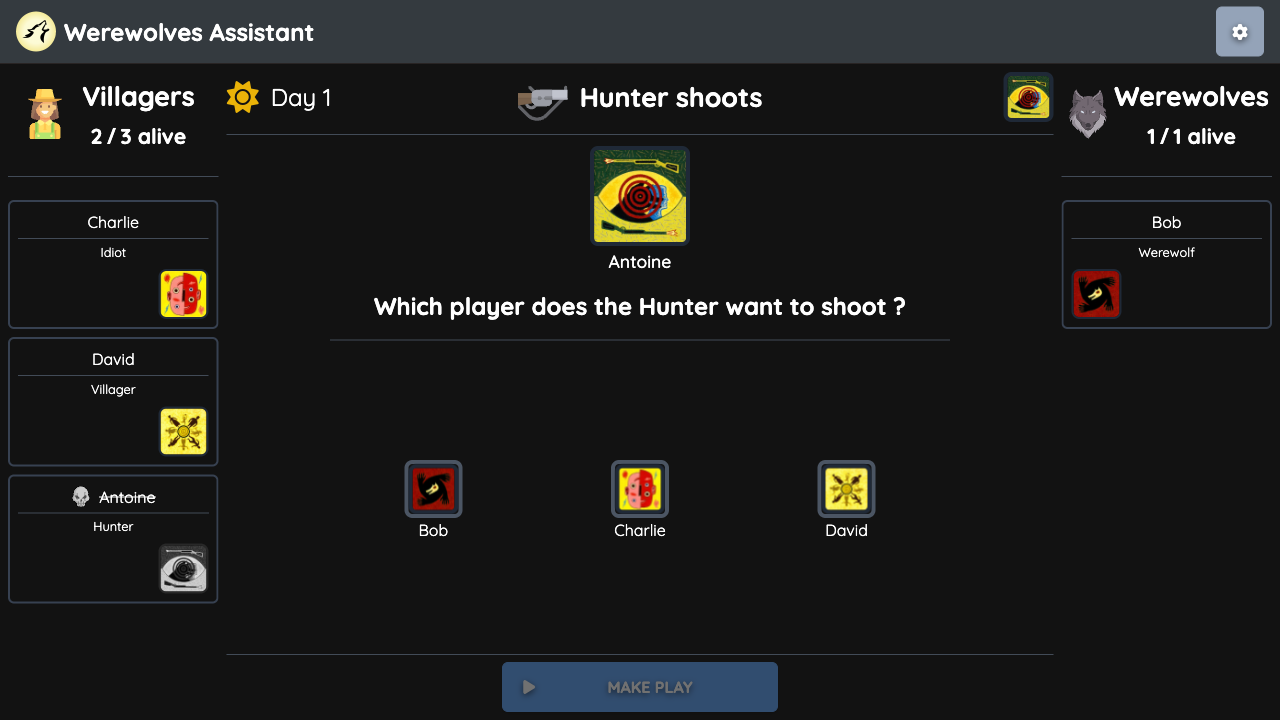 Werewolves Assistant
Villagers
2 / 3 alive
Day 1
Hunter shoots
Werewolves
1 / 1 alive
Charlie
Idiot
David
Villager
Antoine
Hunter
Antoine
Which player does the Hunter want to shoot ?
Bob
Charlie
David
MAKE PLAY
Bob
Werewolf